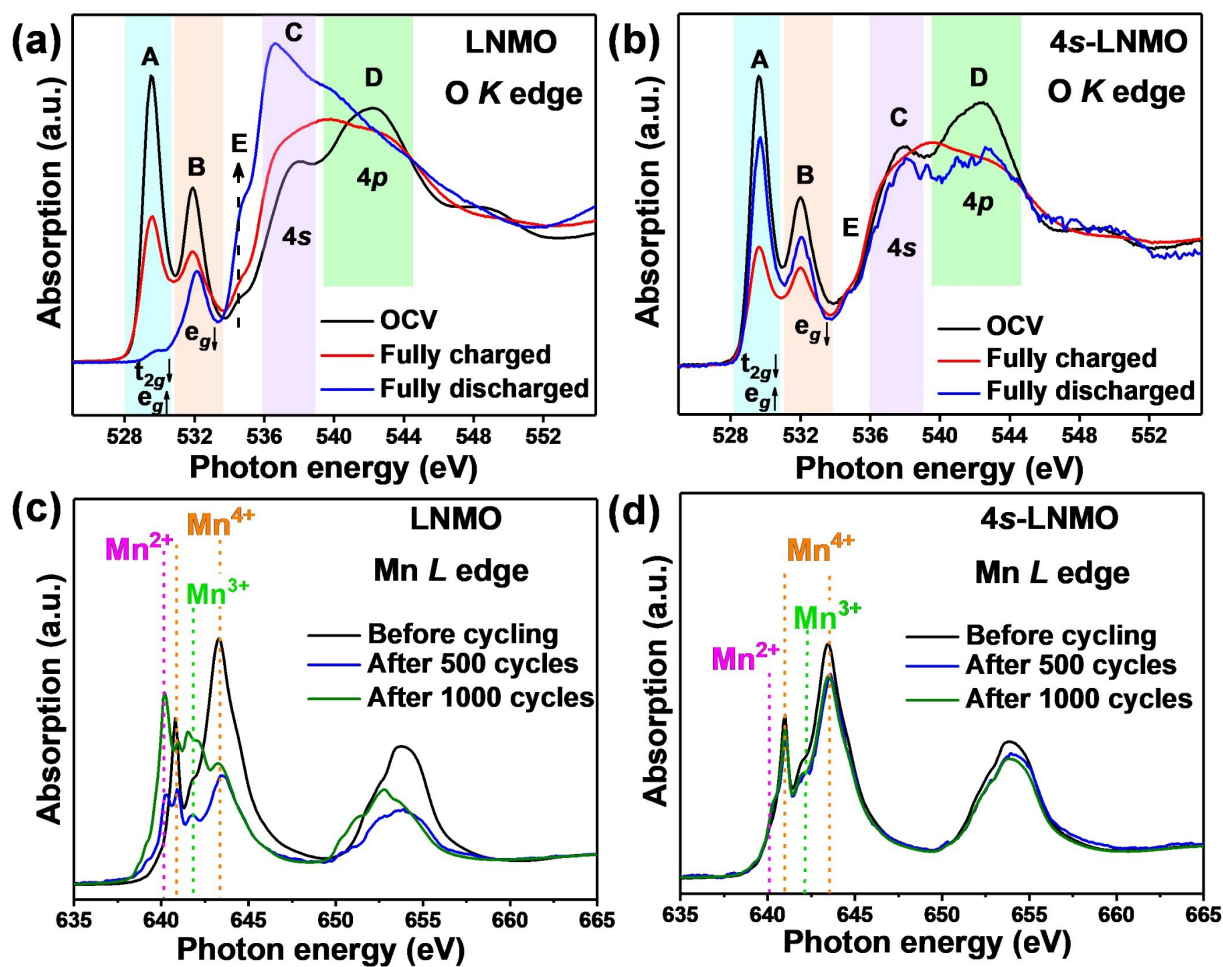 (a)
LNMO
O K edge
A
B
E
C
D
4s
4p
t2g↓
eg↑
eg↓
OCV
Fully charged
Fully discharged
Absorption (a.u.)
528 532 536 540 544 548 552
Photon energy (eV)
(b)
4s-LNMO
O K edge
A
B
E
C
D
4s
4p
t2g↓
eg↑
eg↓
OCV
Fully charged
Fully discharged
Absorption (a.u.)
528 532 536 540 544 548 552
Photon energy (eV)
(c)
LNMO
Mn L edge
Mn2+
Mn4+
Mn3+
Before cycling
After 500 cycles
After 1000 cycles
Absorption (a.u.)
635 640 645 650 655 660 665
Photon energy (eV)
(d)
4s-LNMO
Mn L edge
Mn4+
Mn3+
Mn2+
Before cycling
After 500 cycles
After 1000 cycles
Absorption (a.u.)
635 640 645 650 655 660 665
Photon energy (eV)